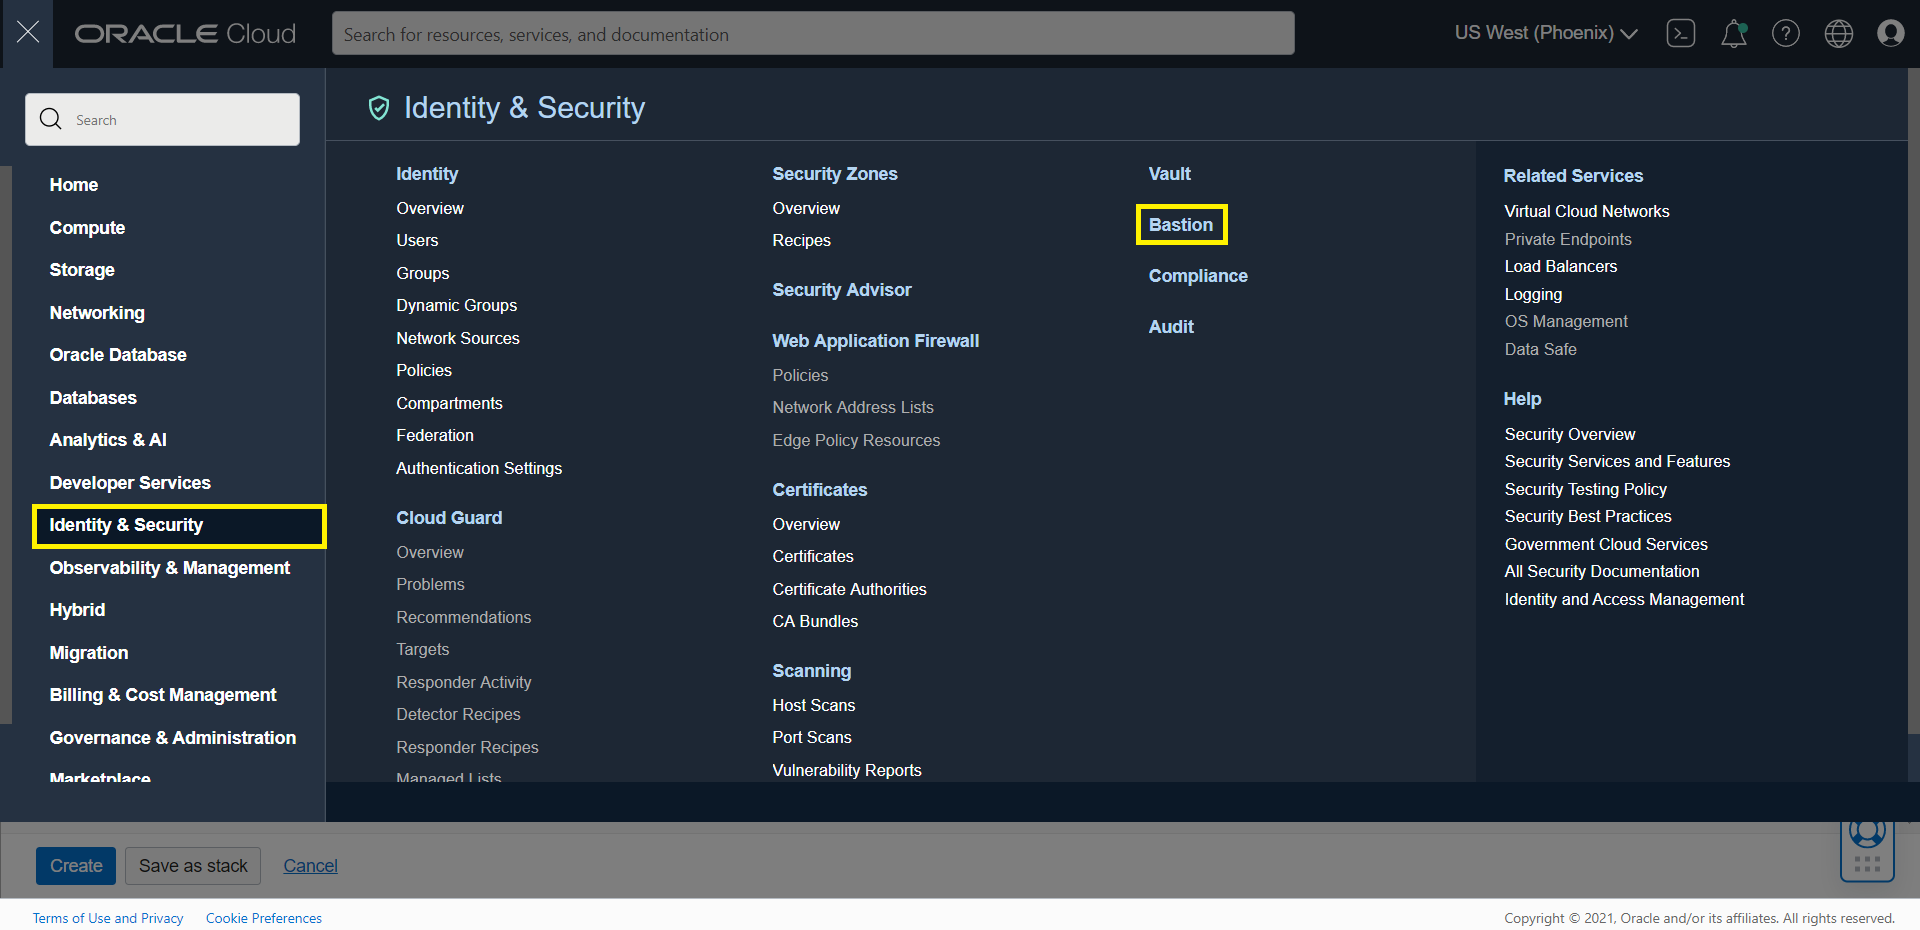 ORACLE Cloud
Search for resources, services, and documentation
US West (Phoenix)
Search
Home
Compute
Storage
Networking
Oracle Database
Databases
Analytics & AI
Developer Services
Identity & Security
Observability & Management
Hybrid
Migration
Billing & Cost Management
Governance & Administration
Marketplace
Identity & Security
Identity
Overview
Users
Groups
Dynamic Groups
Network Sources
Policies
Compartments
Federation
Authentication Settings
Cloud Guard
Overview
Problems
Recommendations
Targets
Responder Activity
Detector Recipes
Responder Recipes
Managed Lists
Security Zones
Overview
Recipes
Security Advisor
Web Application Firewall
Policies
Network Address Lists
Edge Policy Resources
Certificates
Overview
Certificates
Certificate Authorities
CA Bundles
Scanning
Host Scans
Port Scans
Vulnerability Reports
Vault
Bastion
Compliance
Audit
Related Services
Virtual Cloud Networks
Private Endpoints
Load Balancers
Logging
OS Management
Data Safe
Help
Security Overview
Security Services and Features
Security Testing Policy
Security Best Practices
Government Cloud Services
All Security Documentation
Identity and Access Management
Create
Save as stack
Cancel
Terms of Use and Privacy
Cookie Preferences
Copyright © 2021, Oracle and/or its affiliates. All rights reserved.